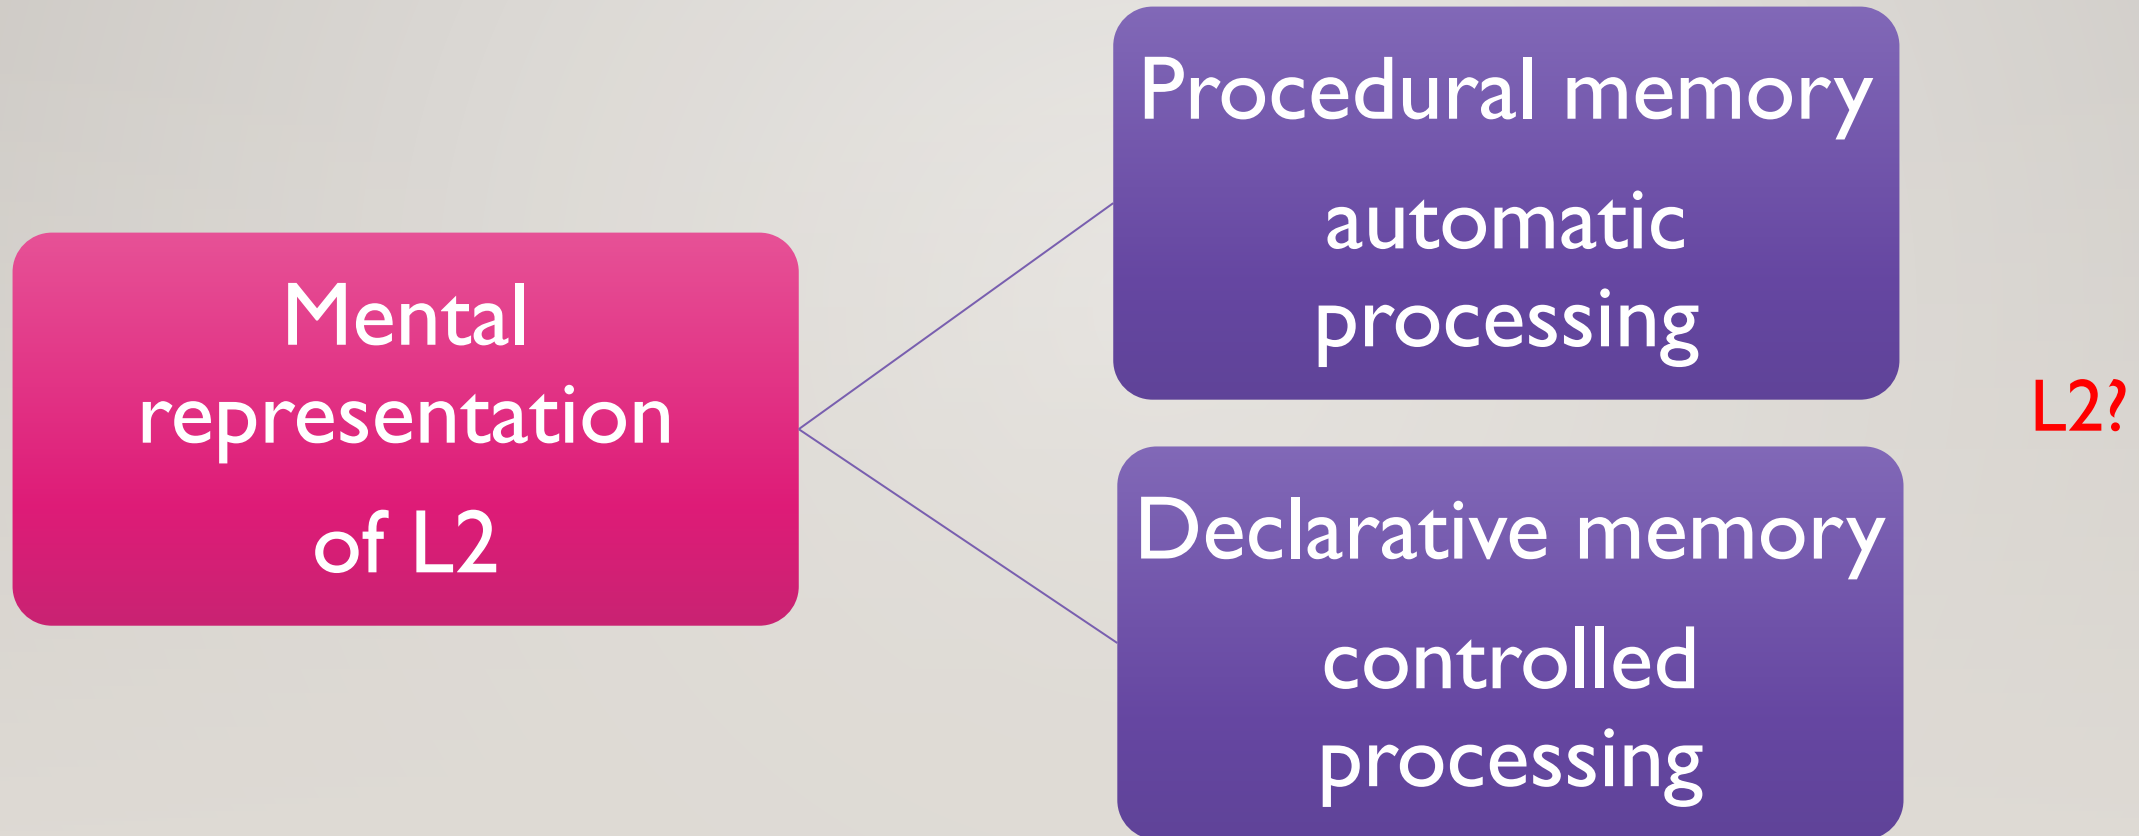 Mental
representation
of L2
Procedural memory
automatic
processing
Declarative memory
controlled
processing
L2?